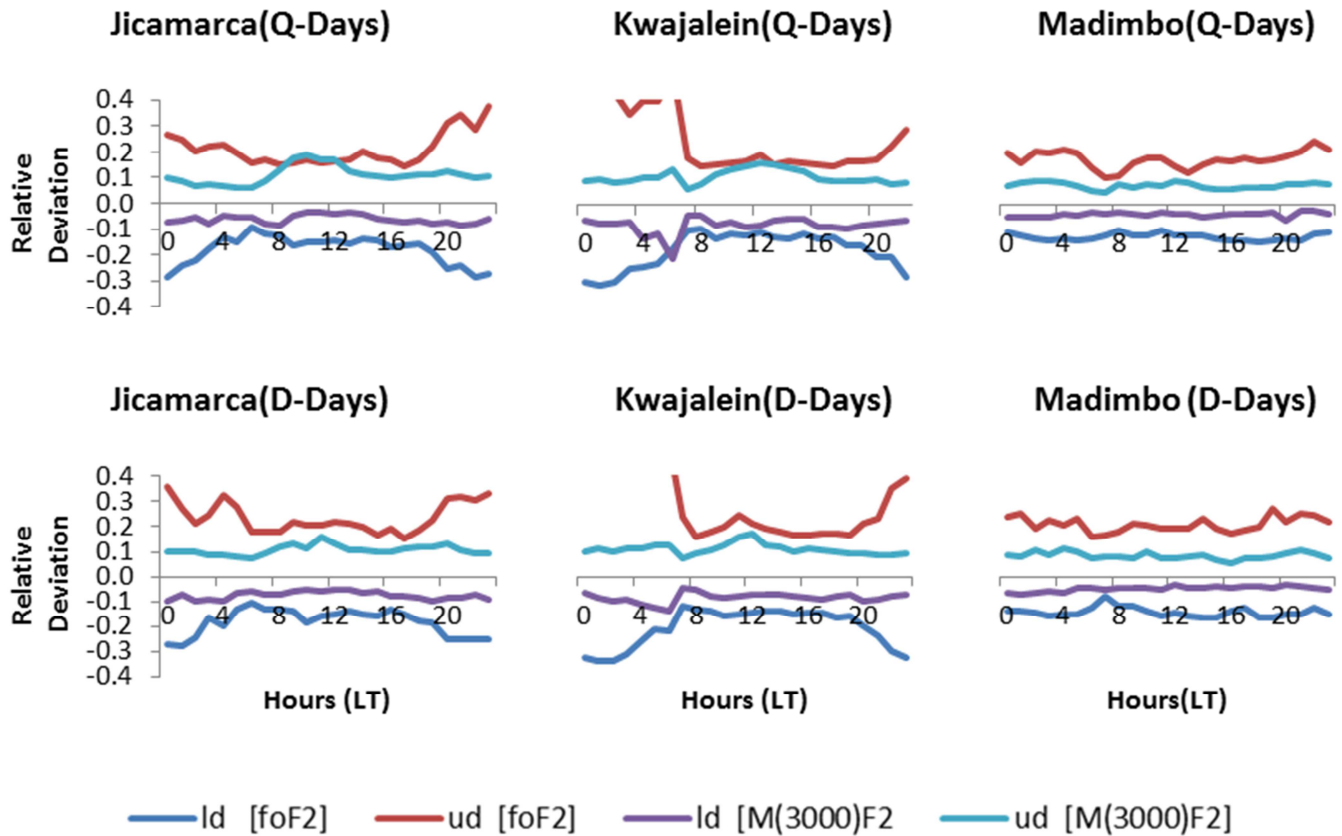 Jicamarca(Q-Days) Kwajalein(Q-Days) Madimbo(Q-Days)
Relative
Deviation
0.4
0.3
0.2
0.1
0.0
-0.1
-0.2
-0.3
-0.4
0 4 8 12 16 20
0 4 8 12 16 20
0 4 8 12 16 20
Jicamarca(D-Days) Kwajalein(D-Days) Madimbo (D-Days)
Relative
Deviation
0.4
0.3
0.2
0.1
0.0
-0.1
-0.2
-0.3
-0.4
0 4 8 12 16 20
0 4 8 12 16 20
0 4 8 12 16 20
Hours (LT) Hours (LT) Hours(LT)
ld [foF2] ud [foF2] ld [M(3000)F2 ud [M(3000)F2]